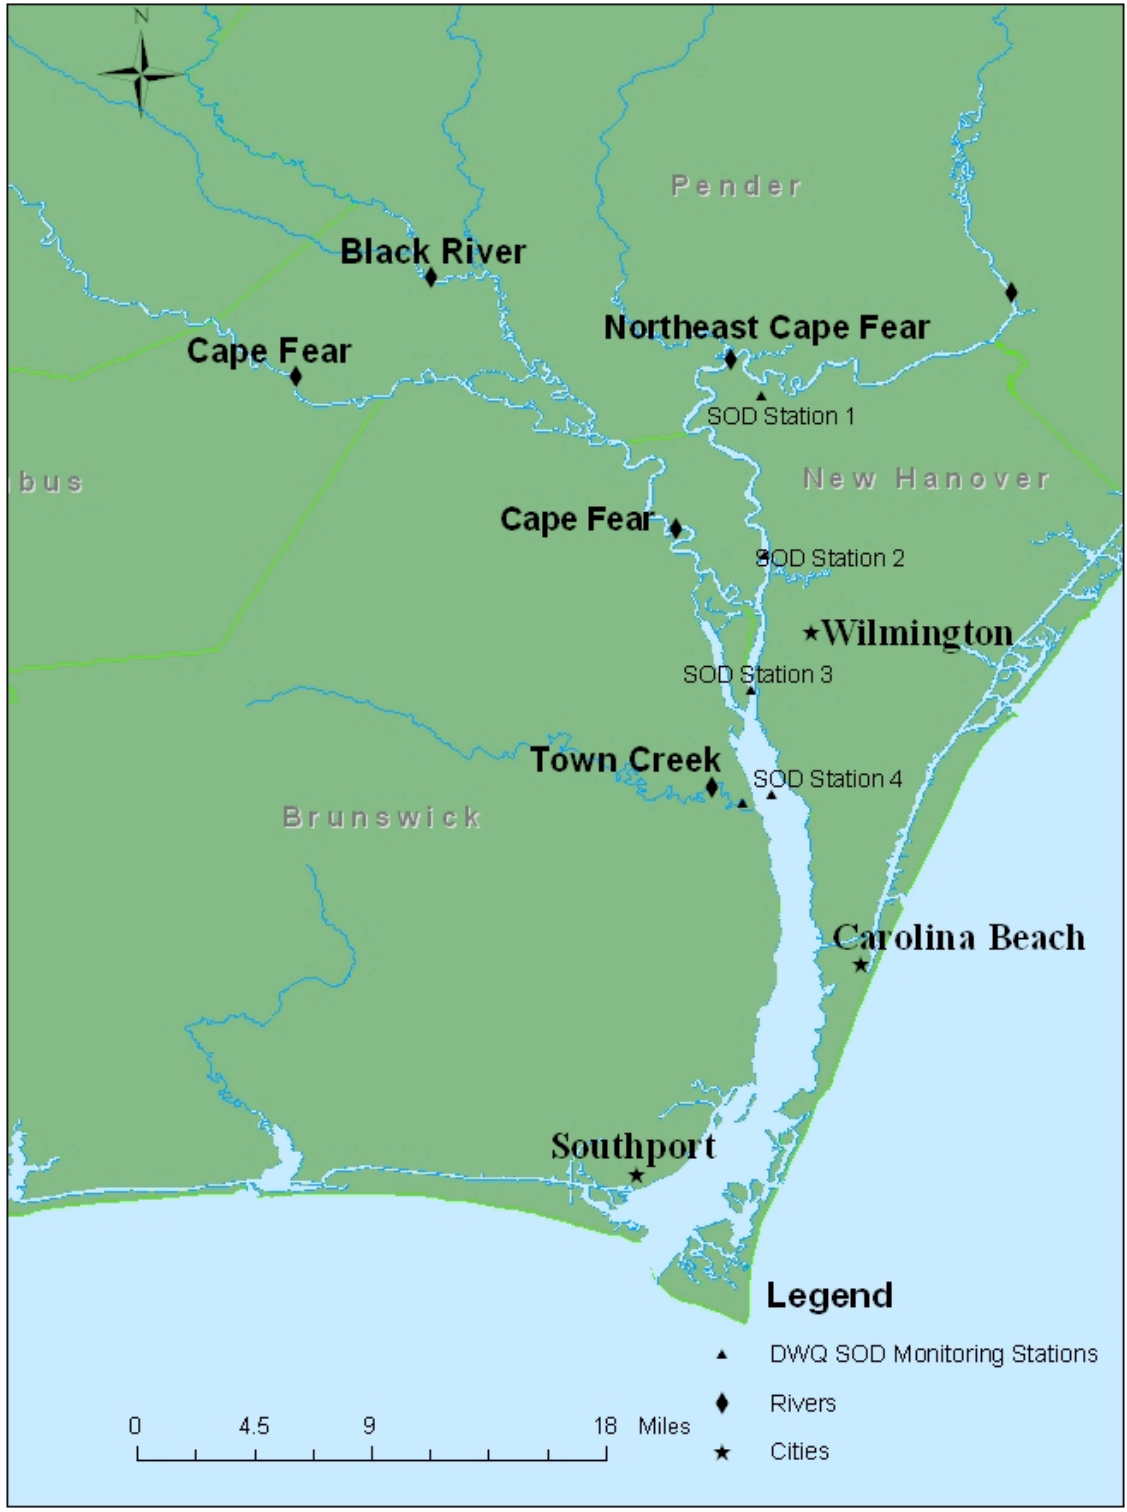 N
Pender
Black River
Northeast Cape Fear
Cape Fear
SOD Station 1
bus
New Hanover
Cape Fear
SOD Station 2
Wilmington
SOD Station 3
Town Creek
SOD Station 4
Brunswick
Carolina Beach
Southport
Legend
DWQ SOD Monitoring Stations
Rivers
Cities
0 4.5 9 18 Miles